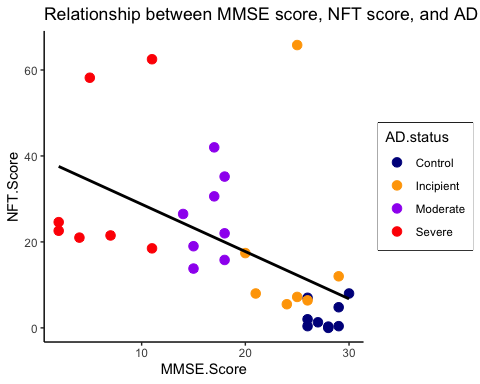 Relationship between MMSE score, NFT score, and AD
60
40
20
0
NFT.Score
10
20
30
MMSE.Score
AD.status
Control
Incipient
Moderate
Severe